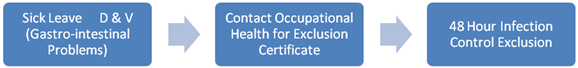 Sick Leave D & V
(Gastro-intestinal
Problems)
Contact Occupational
Health for Exclusion
Certificate
48 Hour Infection
Control Exclusion